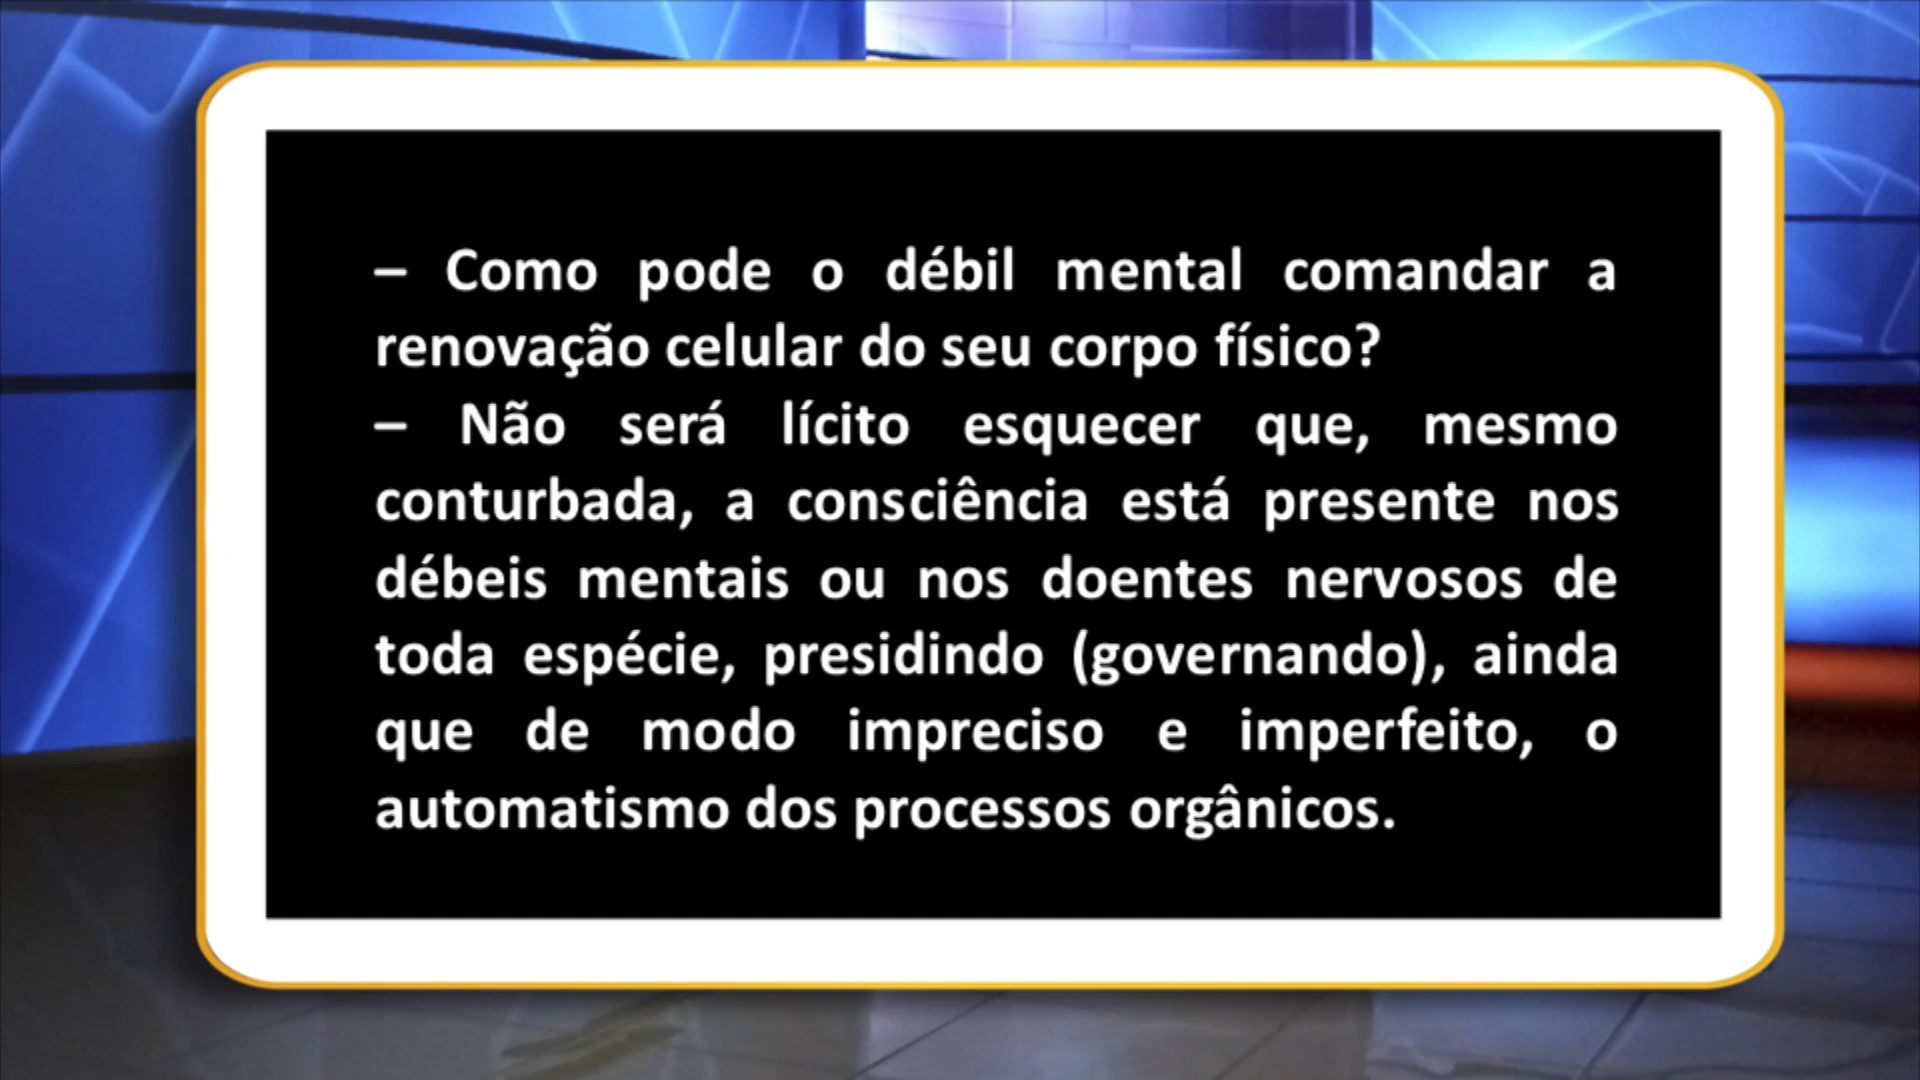 – Como pode o débil mental comandar a
renovação celular do seu corpo físico?
– Não será lícito esquecer que, mesmo
conturbada, a consciência está presente nos
débeis mentais ou nos doentes nervosos de
toda espécie, presidindo (governando), ainda
que de modo impreciso e imperfeito, o
automatismo dos processos orgânicos.